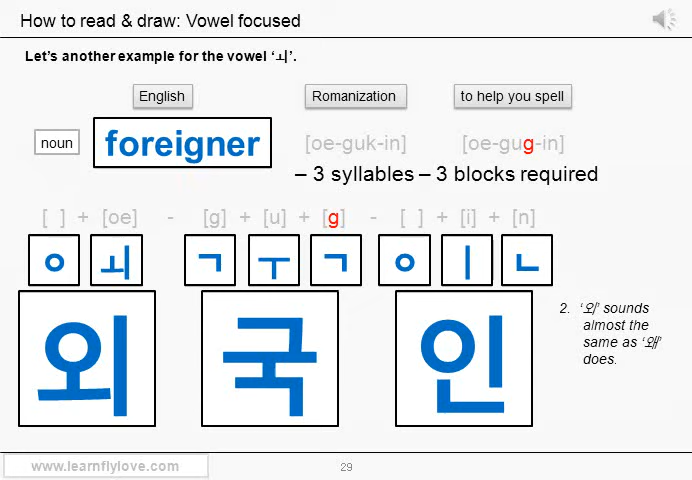 How to read & draw: Vowel focused
Let's another example for the vowel 'ㅚ'.
English
Romanization
to help you spell
noun
foreigner
[oe-guk-in]
[oe-gug-in]
– 3 syllables – 3 blocks required
[ ] + [oe] - [g] + [u] + [g] - [ ] + [i] + [n]
ㅇ ㅚ ㄱ ㅜ ㄱ ㅇ ㅣ ㄴ
외 국 인
2. '외' sounds
almost the
same as '왜'
does.
www.learnflylove.com
29